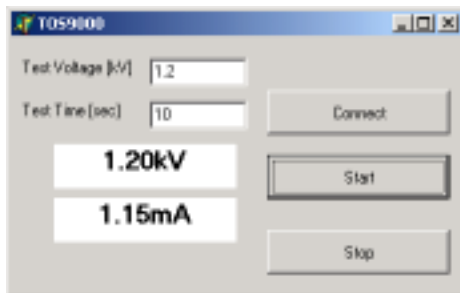 TOS9000
Test Voltage [kV] 1.2
Test Time [sec] 10
Connect
1.20kV
Start
1.15mA
Stop